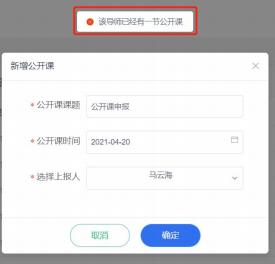 该导师已经有一节公开课
新增公开课
* 公开课课题 公开课申报
* 公开课时间 2021-04-20
* 选择上报人 马云海
取消 确定